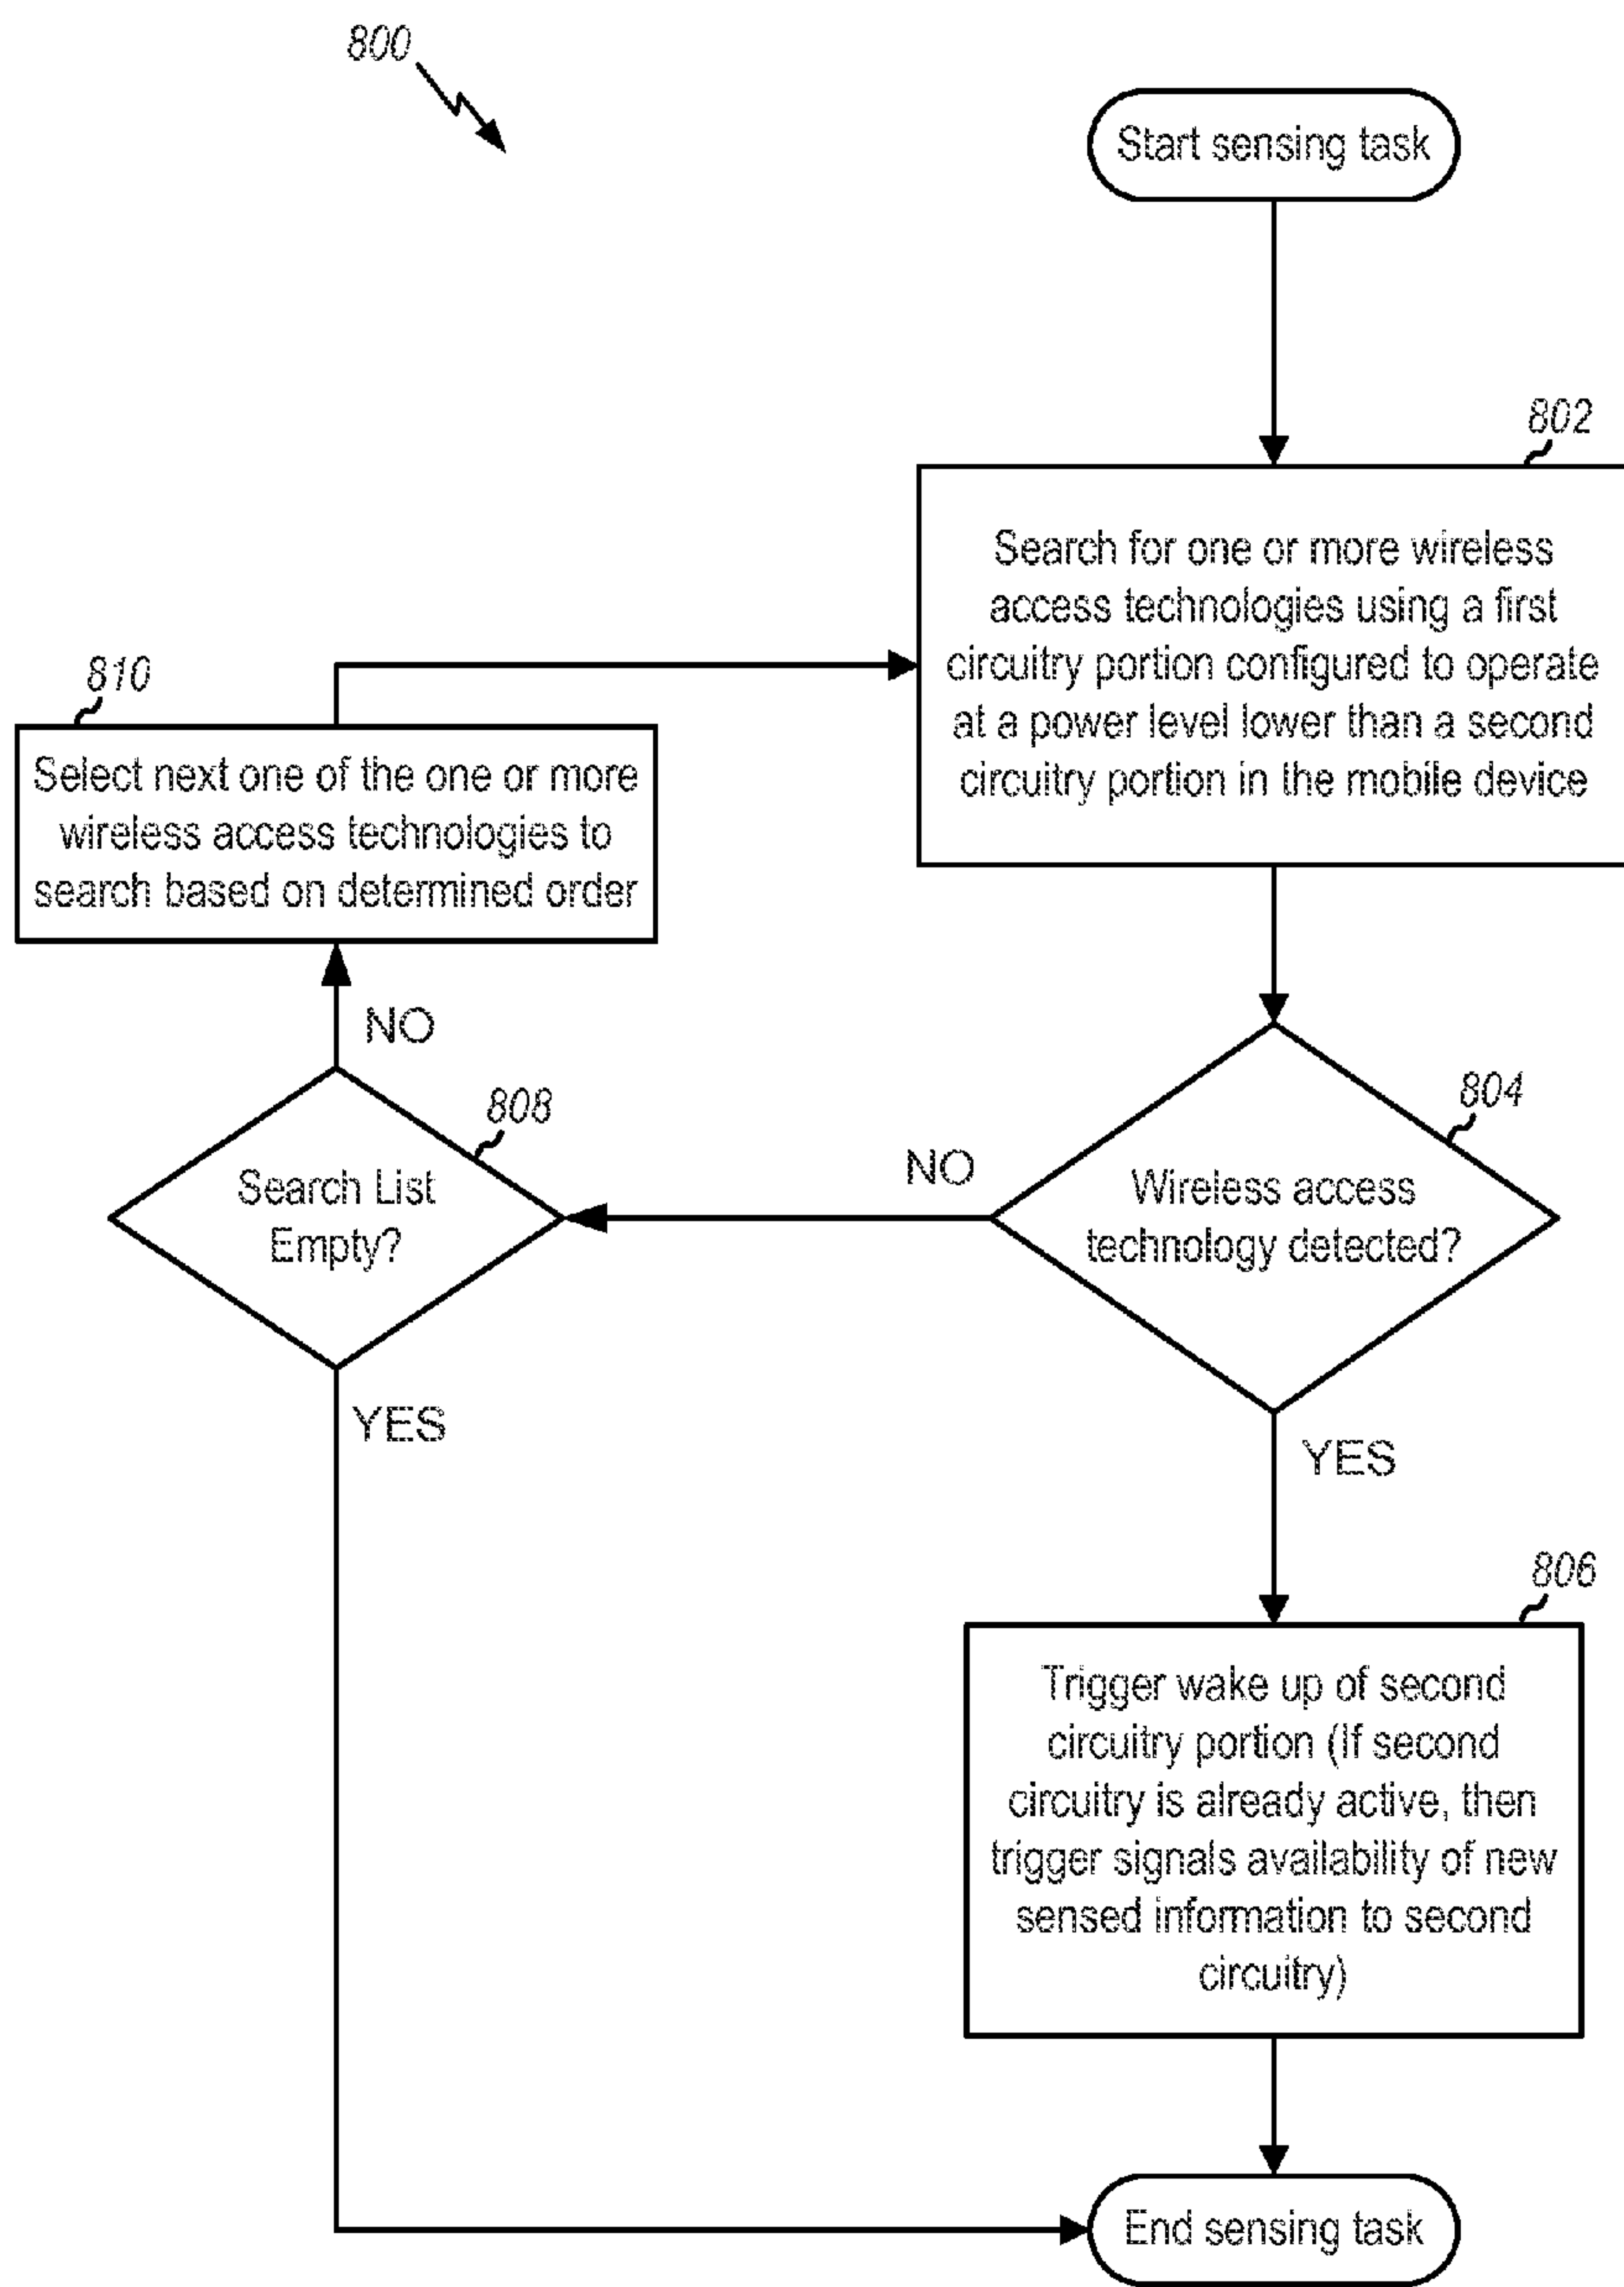 800
Start sensing task
802
Search for one or more wireless
access technologies using a first
circuitry portion configured to operate
at a power level lower than a second
circuitry portion in the mobile device
810
Select next one of the one or more
wireless access technologies to
search based on determined order
NO
808
Search List
Empty?
YES
NO
804
Wireless access
technology detected?
YES
806
Trigger wake up of second
circuitry portion (If second
circuitry is already active, then
trigger signals availability of new
sensed information to second
circuitry)
End sensing task